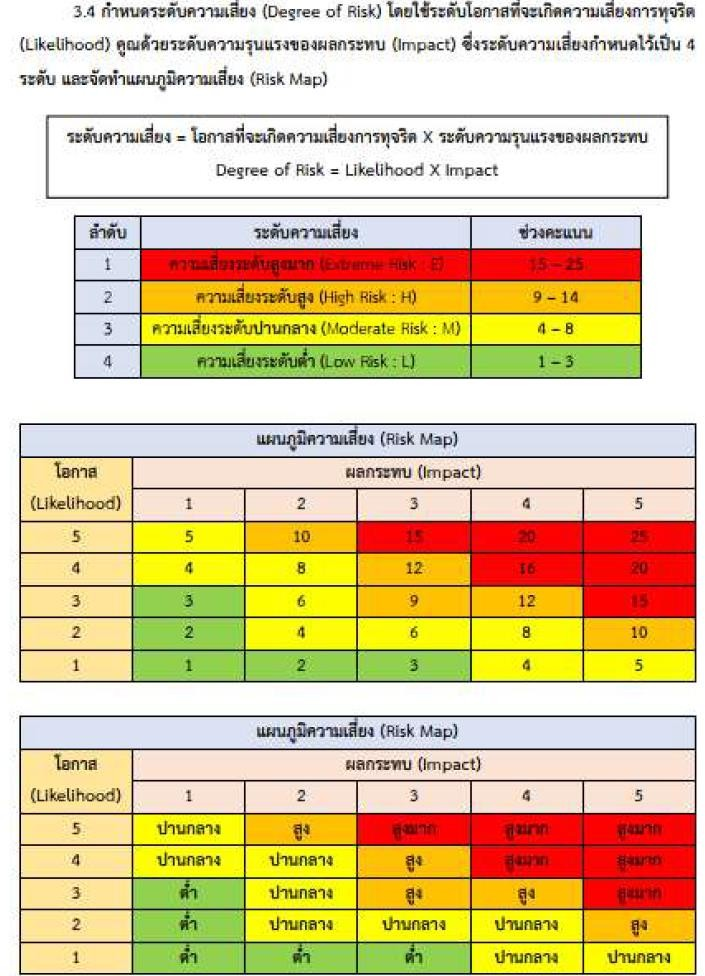 3.4 กำหนดระดับความเสี่ยง (Degree of Risk) โดยใช้ระดับโอกาสที่จะเกิดความเสี่ยงการทุจริต
(Likelihood) คูณด้วยระดับความรุนแรงของผลกระทบ (Impact) ซึ่งระดับความเสี่ยงกำหนดไว้เป็น 4
ระดับ และจัดทำแผนภูมิความเสี่ยง (Risk Map)
ระดับความเสี่ยง = โอกาสที่จะเกิดความเสี่ยงการทุจริต X ระดับความรุนแรงของผลกระทบ
Degree of Risk = Likelihood X Impact
ลำดับ ระดับความเสี่ยง ช่วงคะแนน
1 ความเสี่ยงระดับสูงมาก (Extreme Risk : E) 15 – 25
2 ความเสี่ยงระดับสูง (High Risk : H) 9 – 14
3 ความเสี่ยงระดับปานกลาง (Moderate Risk : M) 4 – 8
4 ความเสี่ยงระดับต่ำ (Low Risk : L) 1 – 3
แผนภูมิความเสี่ยง (Risk Map)
โอกาส ผลกระทบ (Impact)
(Likelihood) 1 2 3 4 5
5 5 10 15 20 25
4 4 8 12 16 20
3 3 6 9 12 15
2 2 4 6 8 10
1 1 2 3 4 5
แผนภูมิความเสี่ยง (Risk Map)
โอกาส ผลกระทบ (Impact)
(Likelihood) 1 2 3 4 5
5 ปานกลาง สูง สูงมาก สูงมาก สูงมาก
4 ปานกลาง ปานกลาง สูง สูงมาก สูงมาก
3 ต่ำ ปานกลาง สูง สูง สูงมาก
2 ต่ำ ปานกลาง ปานกลาง ปานกลาง สูง
1 ต่ำ ต่ำ ต่ำ ปานกลาง ปานกลาง